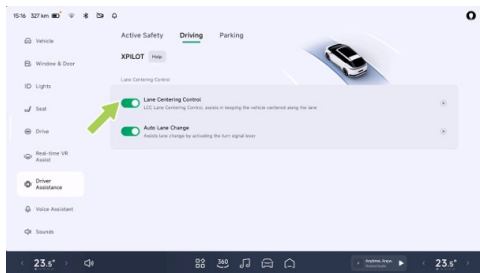 15:16 327 km
Vehicle
Window & Door
Lights
Seat
Drive
Real-time VR
Assist
Driver
Assistance
Voice Assistant
Sounds
Active Safety Driving Parking
XPILOT Help
Lane Centering Control
Lane Centering Control
LCC Lane Centering Control, assists in keeping the vehicle centered along the lane
Auto Lane Change
Assists lane change by activating the turn signal lever
23.5° 360 23.5°